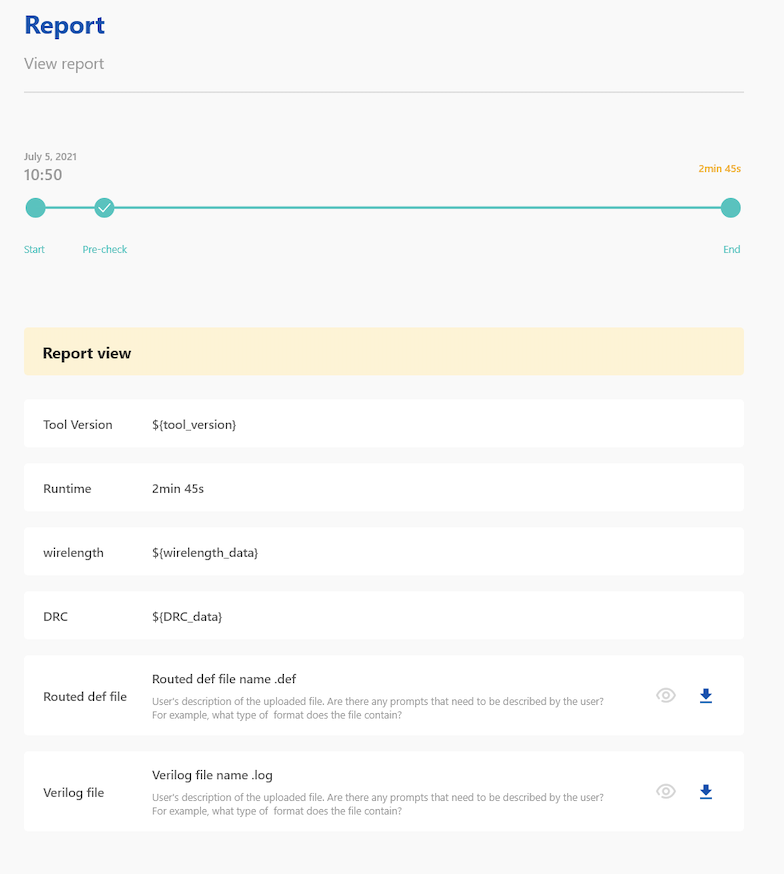 Report
View report
July 5, 2021
10:50
2min 45s
Start
Pre-check
End
Report view
Tool Version
${tool_version}
Runtime
2min 45s
wirelength
${wirelength_data}
DRC
${DRC_data}
Routed def file
Routed def file name .def
User's description of the uploaded file. Are there any prompts that need to be described by the user?
For example, what type of  format does the file contain?
Verilog file
Verilog file name .log
User's description of the uploaded file. Are there any prompts that need to be described by the user?
For example, what type of  format does the file contain?